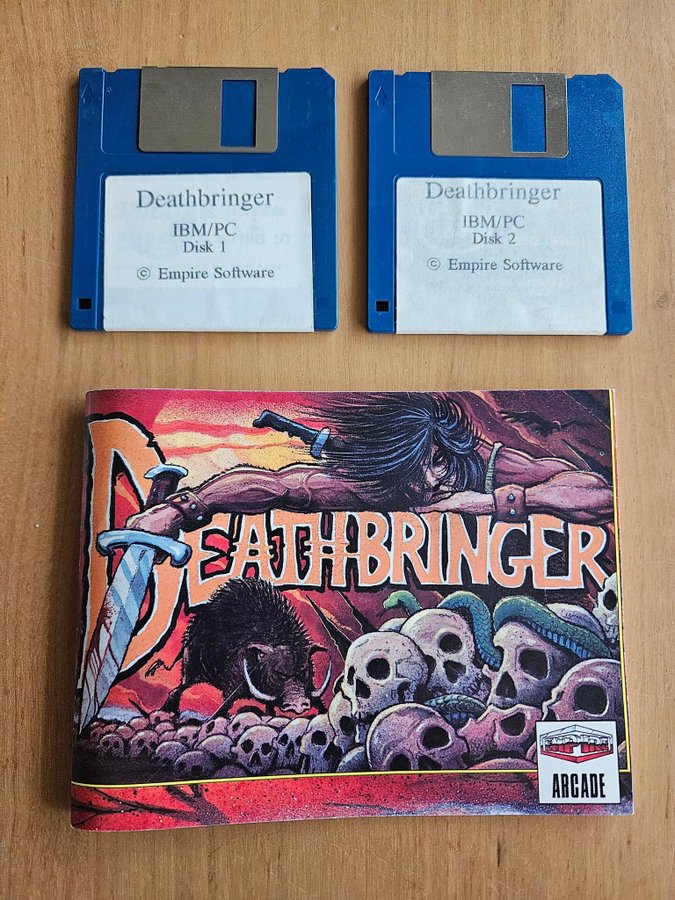 Deathbringer
IBM/PC
Disk 1
© Empire Software
Deathbringer
IBM/PC
Disk 2
© Empire Software
DEATHBRINGER
ARCADE